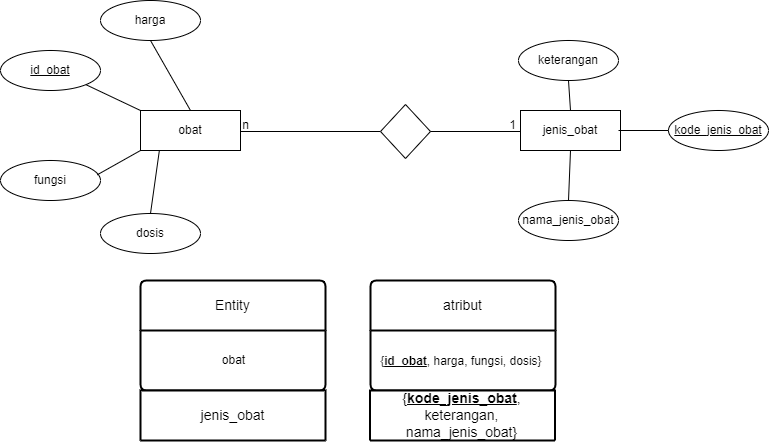 harga
id_obat
keterangan
obat
n
1
jenis_obat
kode_jenis_obat
fungsi
nama_jenis_obat
dosis
Entity
atribut
obat
{id_obat, harga, fungsi, dosis}
jenis_obat
{kode_jenis_obat,
keterangan,
nama_jenis_obat}